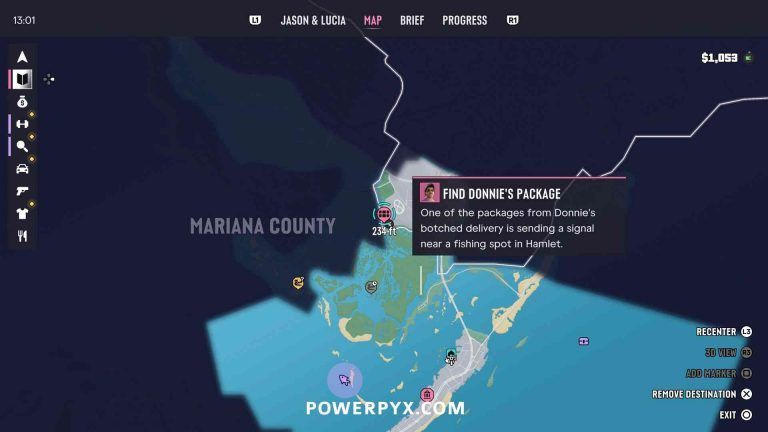 13:01
L1 JASON & LUCIA MAP BRIEF PROGRESS R1
$1,053
FIND DONNIE'S PACKAGE
One of the packages from Donnie's
botched delivery is sending a signal
near a fishing spot in Hamlet.
MARIANA COUNTY
234 ft
RECENTER L3
3D VIEW R3
ADD MARKER
REMOVE DESTINATION
EXIT
POWERPYX.COM